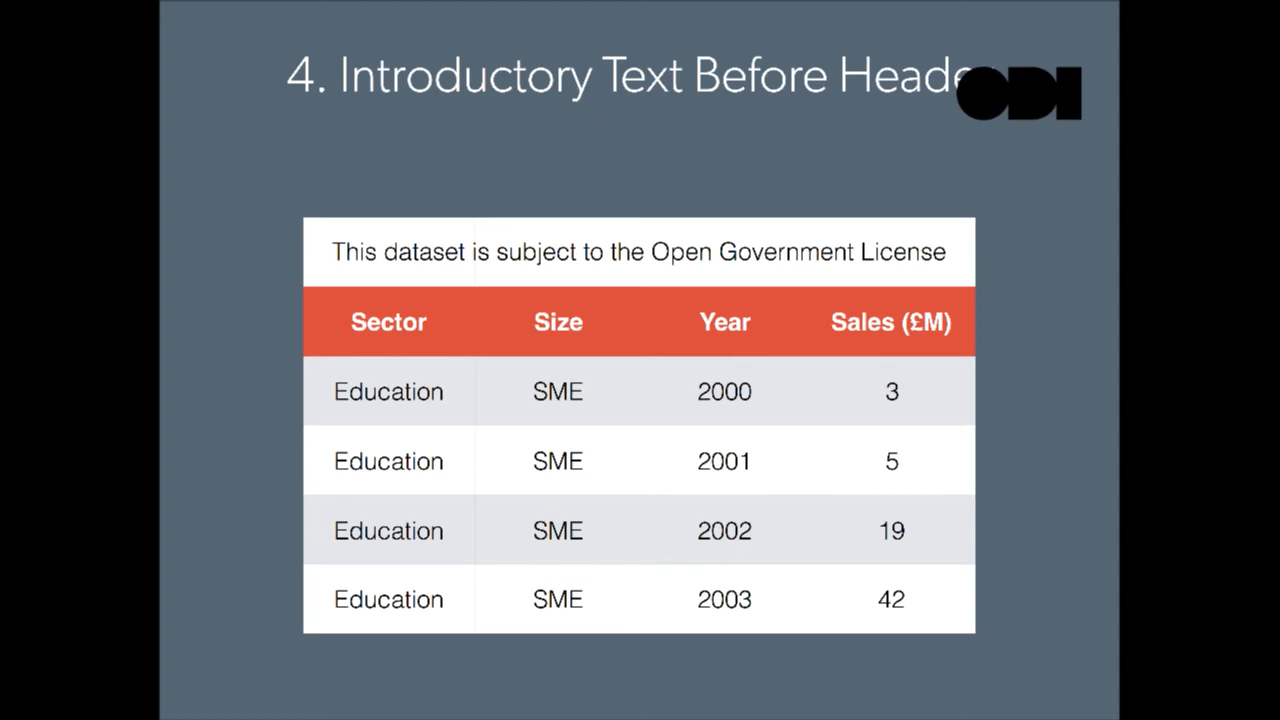 4. Introductory Text Before Heade
ODI
This dataset is subject to the Open Government License
Sector Size Year Sales (£M)
Education SME 2000 3
Education SME 2001 5
Education SME 2002 19
Education SME 2003 42